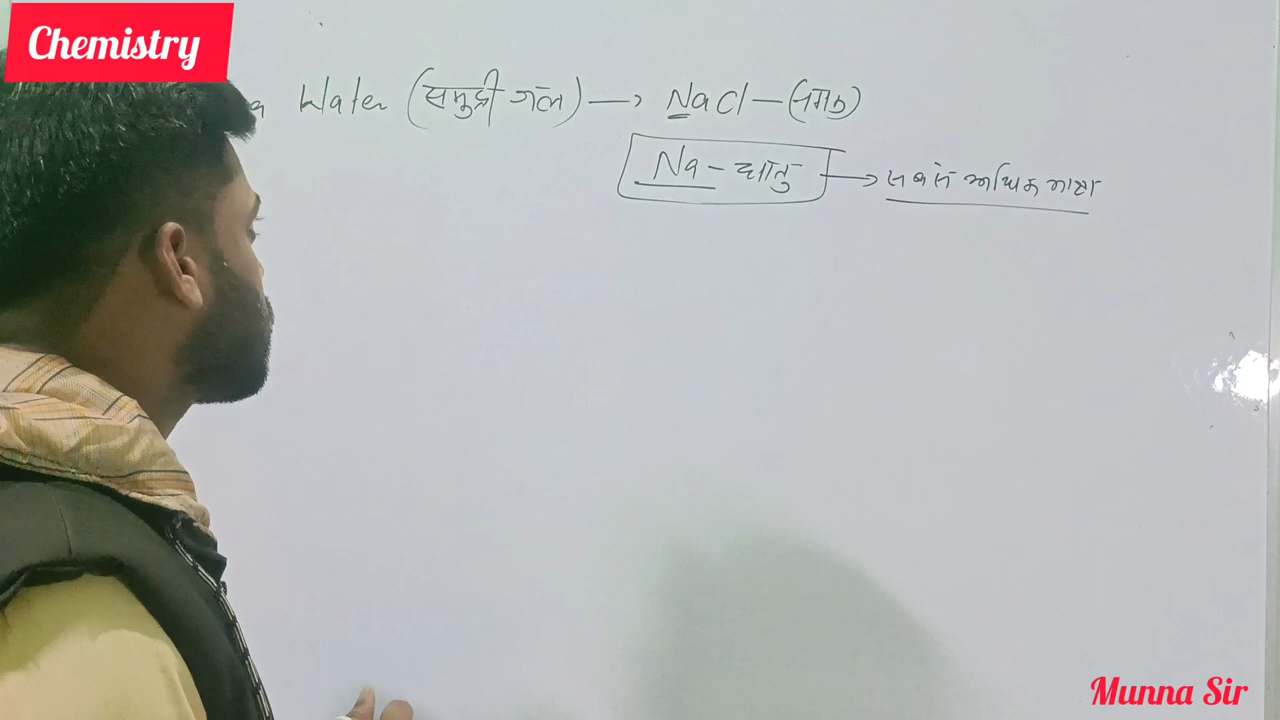 Chemistry
a Water (समुद्री जल) → NaCl — (नमक)
Na - धातु → सबसे अधिक मात्रा
Munna Sir